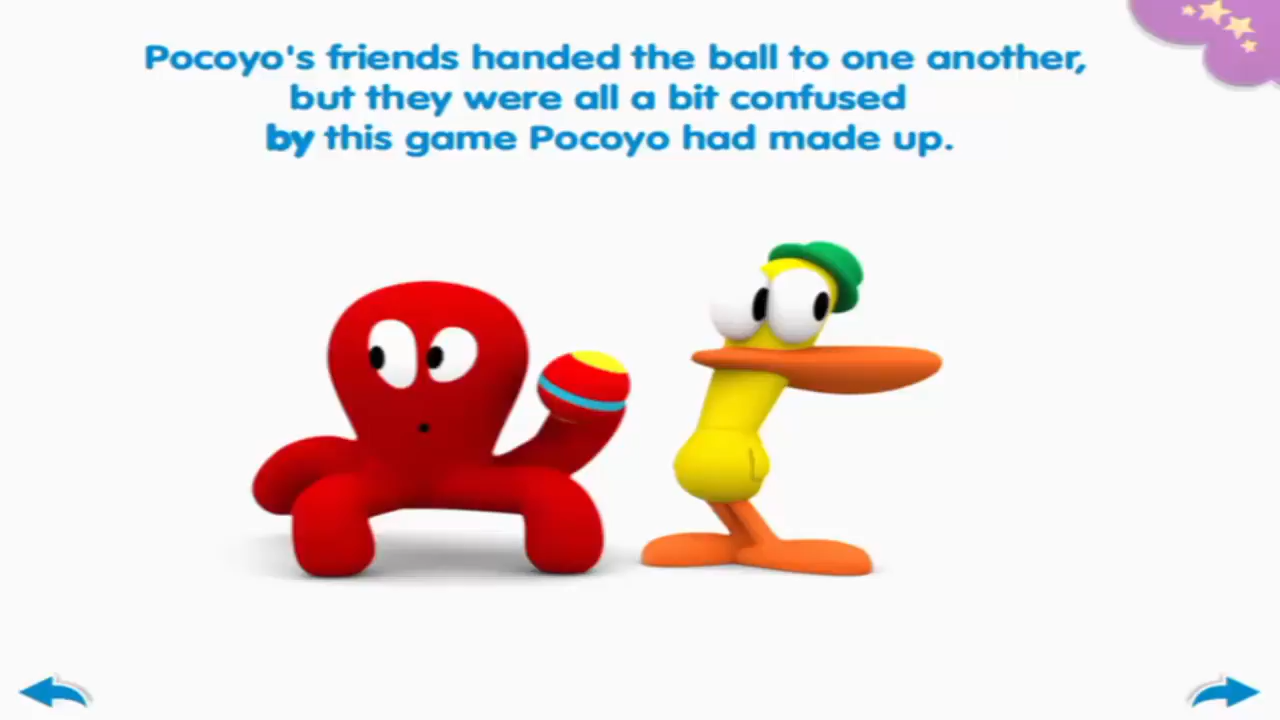 Pocoyo's friends handed the ball to one another,
but they were all a bit confused
by this game Pocoyo had made up.